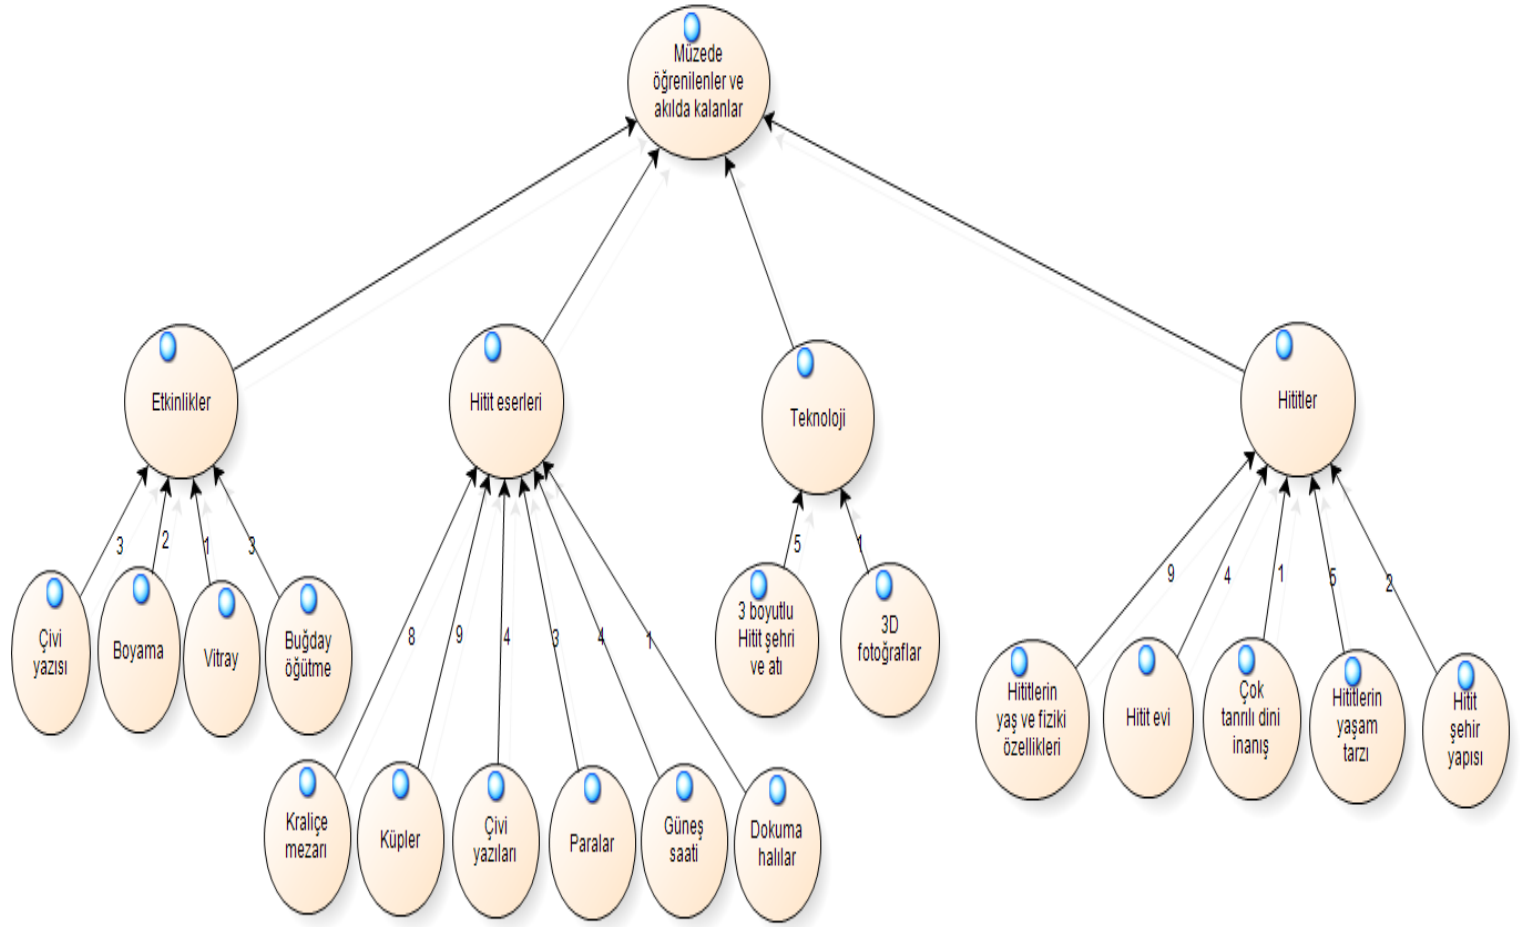 Müzede
öğrenilenler ve
akılda kalanlar
Etkinlikler
Hitit eserleri
Teknoloji
Hititler
3
2
1
3
8
9
4
3
4
1
5
1
9
4
1
5
2
Çivi
yazısı
Boyama
Vitray
Buğday
öğütme
3 boyutlu
Hitit şehri
ve atı
3D
fotoğraflar
Hititlerin
yaş ve fiziki
özellikleri
Hitit evi
Çok
tanrılı dini
inanış
Hititlerin
yaşam
tarzı
Hitit
şehir
yapısı
Kraliçe
mezarı
Küpler
Çivi
yazıları
Paralar
Güneş
saati
Dokuma
halılar